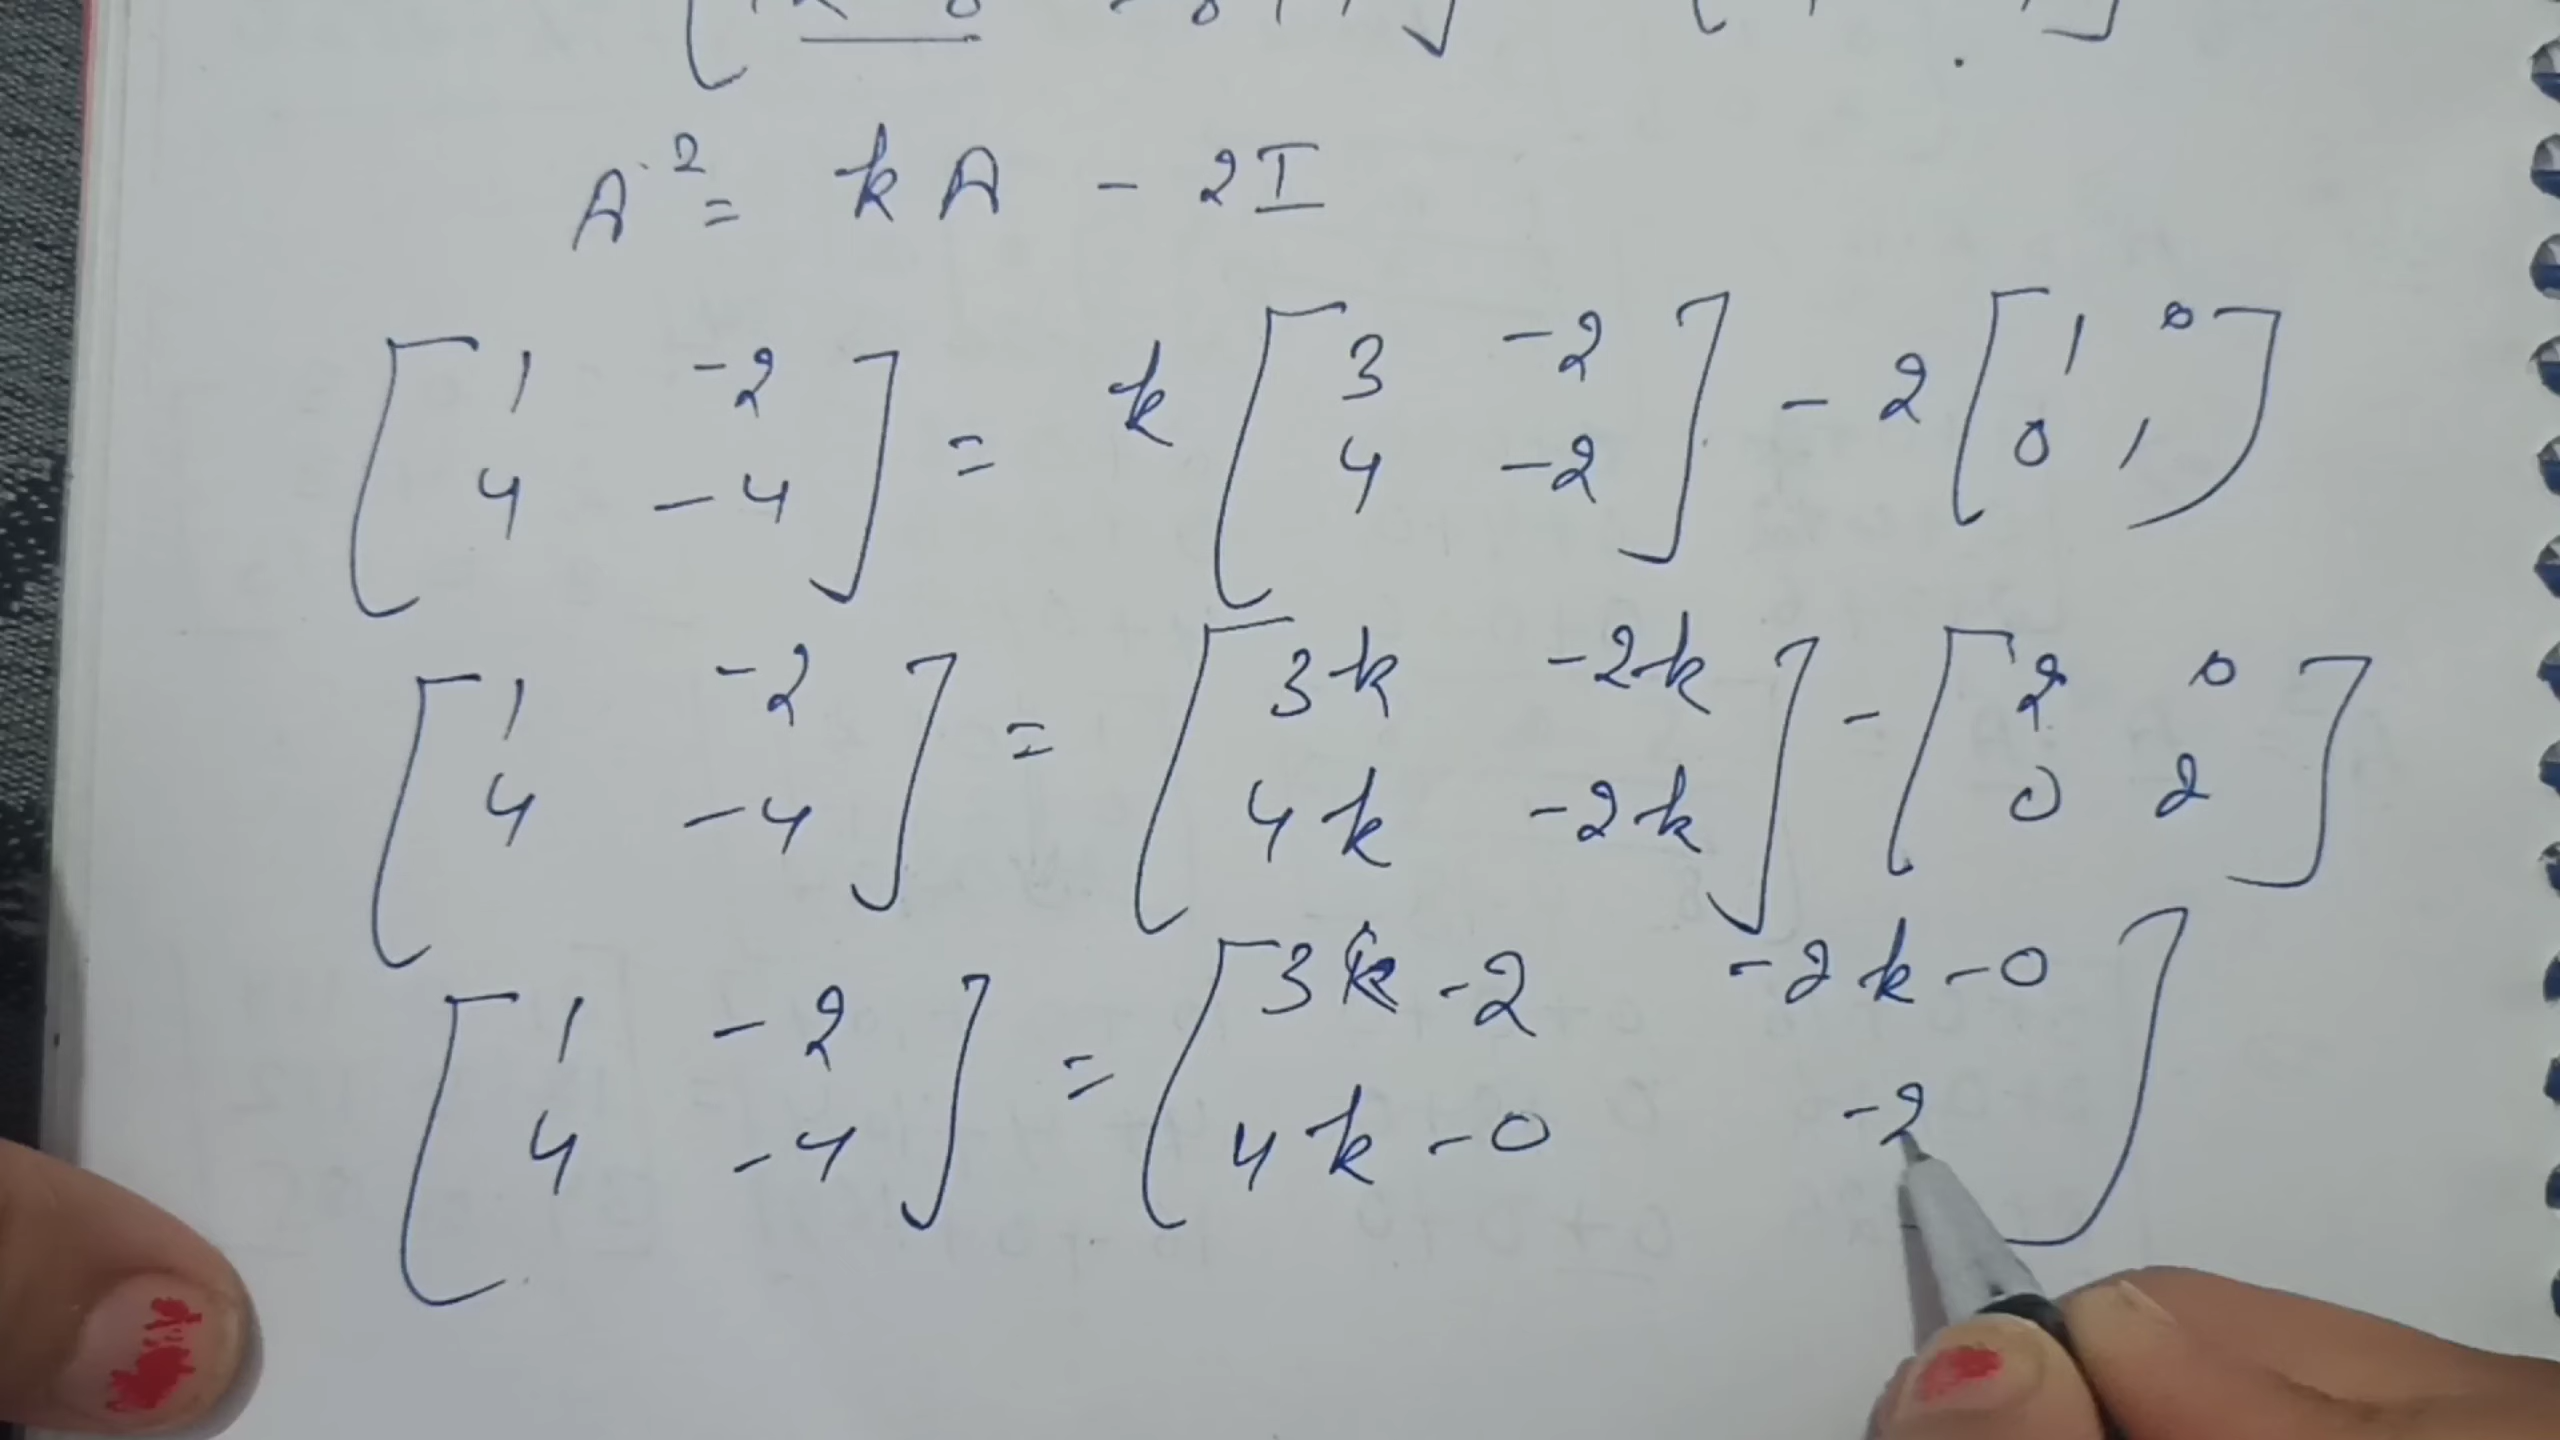 A² = kA - 2I
[1 -2 4 -4] = k [3 -2 4 -2] - 2 [1 0 0 1]
[1 -2 4 -4] = [3k -2k 4k -2k] - [2 0 0 2]
[1 -2 4 -4] = [3k-2 -2k-0 4k-0 -2]